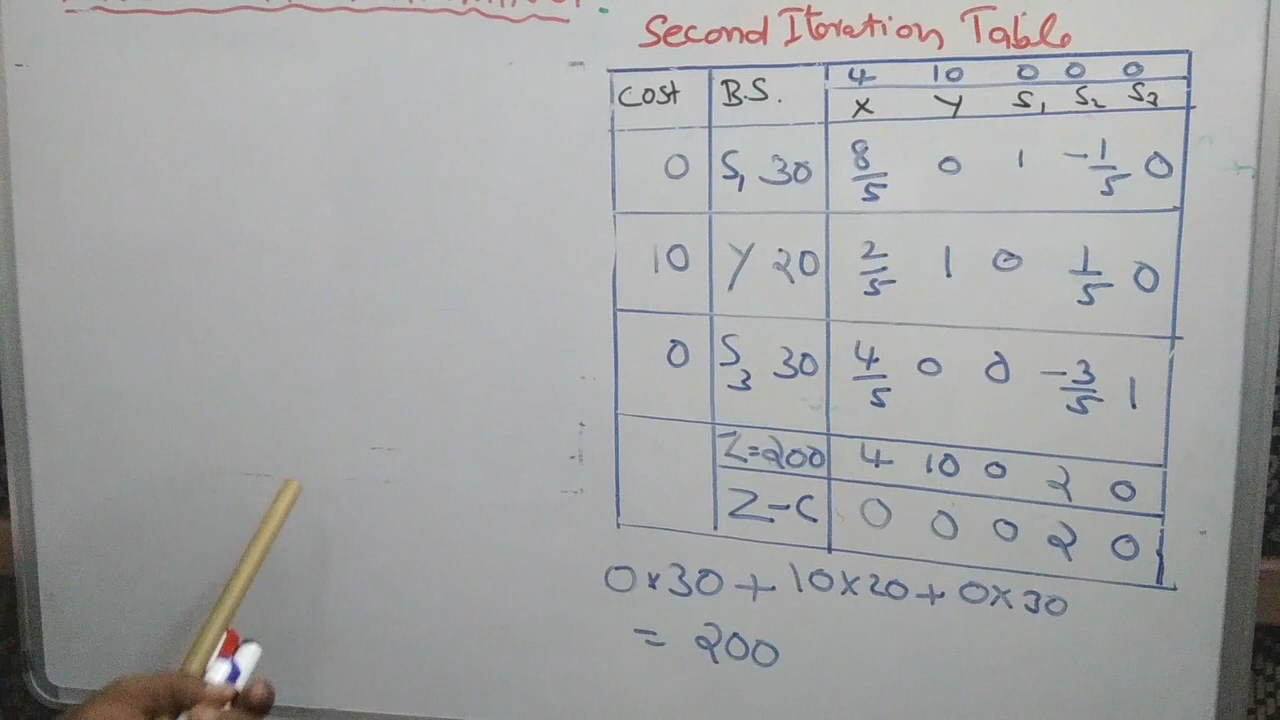 Second Iteration Table
4 10 0 0 0
Cost B.S. X Y S₁ S₂ S₃
0 S₁ 30 8/5 0 1 -1/5 0
10 Y 20 2/5 1 0 1/5 0
0 S₃ 30 4/5 0 0 -3/5 1
Z=200 4 10 0 2 0
Z-C 0 0 0 2 0
0×30+10×20+0×30
= 200